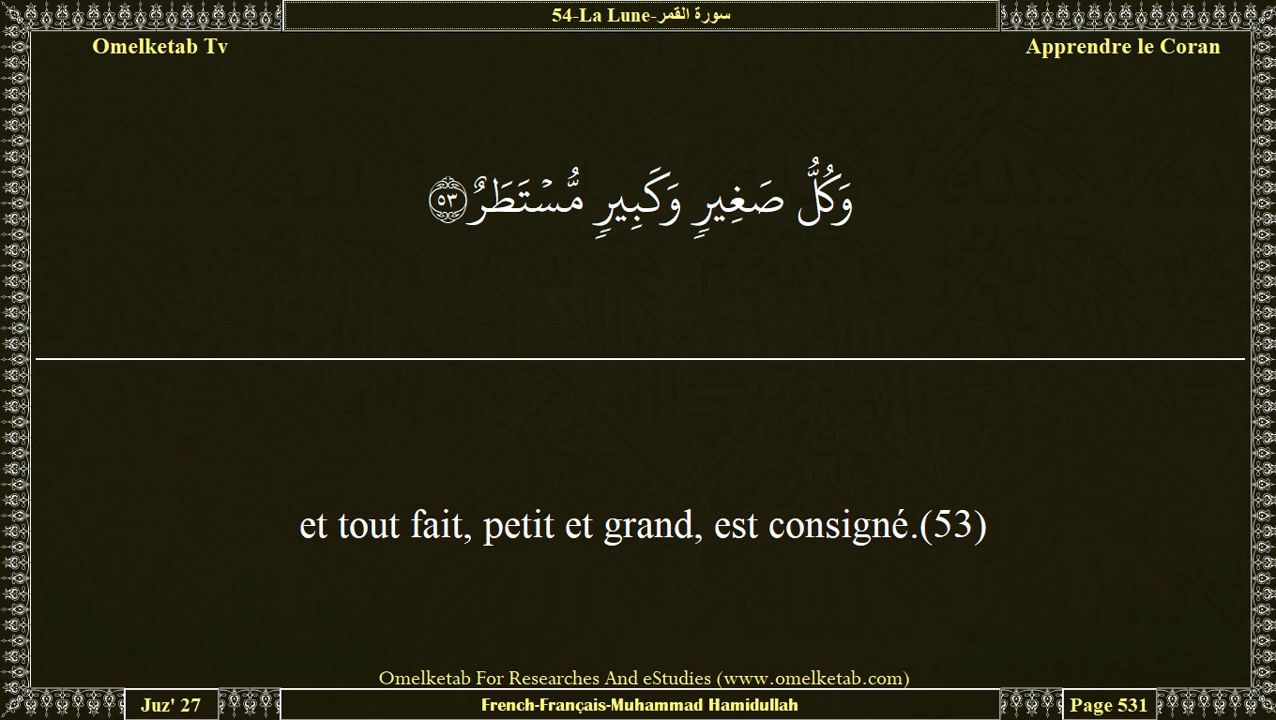 54-La Lune-سورة القمر
Omelketab Tv
Apprendre le Coran
وَكُلُّ صَغِيرٍ وَكَبِيرٍ مُّسْتَطَرٌ ۝٥٣
et tout fait, petit et grand, est consigné.(53)
Omelketab For Researches And eStudies (www.omelketab.com)
Juz' 27
French-Français-Muhammad Hamidullah
Page 531